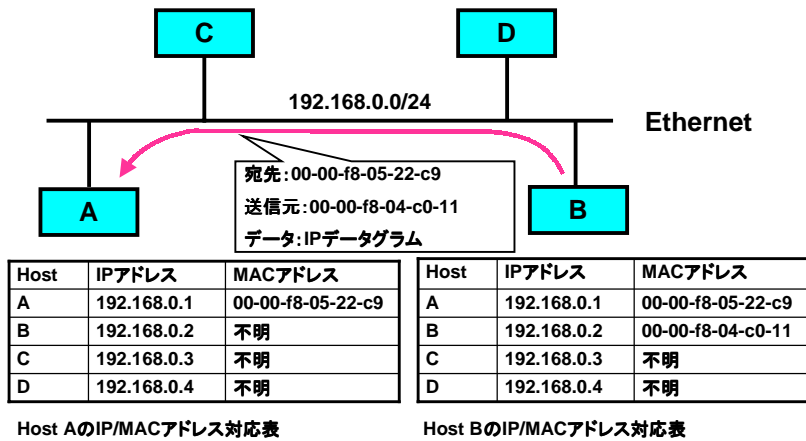 C
D
192.168.0.0/24
Ethernet
宛先:00-00-f8-05-22-c9
送信元:00-00-f8-04-c0-11
データ:IPデータグラム
A
B
Host IPアドレス MACアドレス
A 192.168.0.1 00-00-f8-05-22-c9
B 192.168.0.2 不明
C 192.168.0.3 不明
D 192.168.0.4 不明
Host AのIP/MACアドレス対応表
Host IPアドレス MACアドレス
A 192.168.0.1 00-00-f8-05-22-c9
B 192.168.0.2 00-00-f8-04-c0-11
C 192.168.0.3 不明
D 192.168.0.4 不明
Host BのIP/MACアドレス対応表